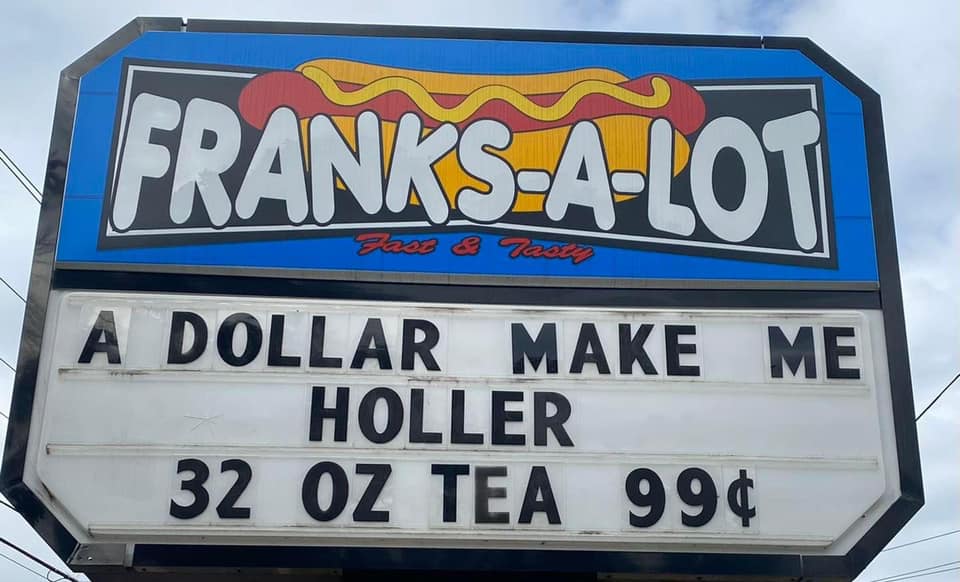 FRANKS-A-LOT
Fast & Tasty
A DOLLAR MAKE ME
HOLLER
32 OZ TEA 99¢